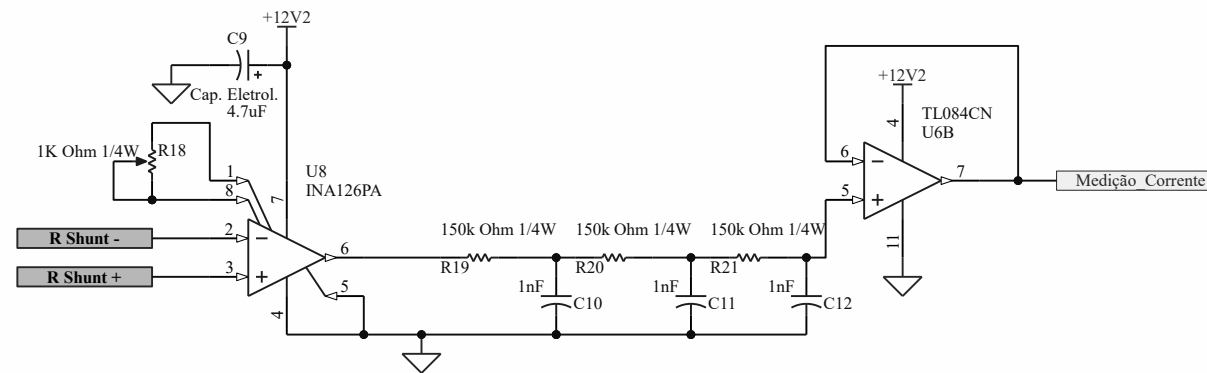 +12V2
C9
Cap. Eletrol.
4.7uF
1K Ohm 1/4W
R18
1
8
U8
INA126PA
7
R Shunt -
2
R Shunt +
3
6
5
4
150k Ohm 1/4W
R19
150k Ohm 1/4W
R20
150k Ohm 1/4W
R21
1nF
C10
1nF
C11
1nF
C12
+12V2
TL084CN
U6B
4
6
5
7
11
Medição_Corrente